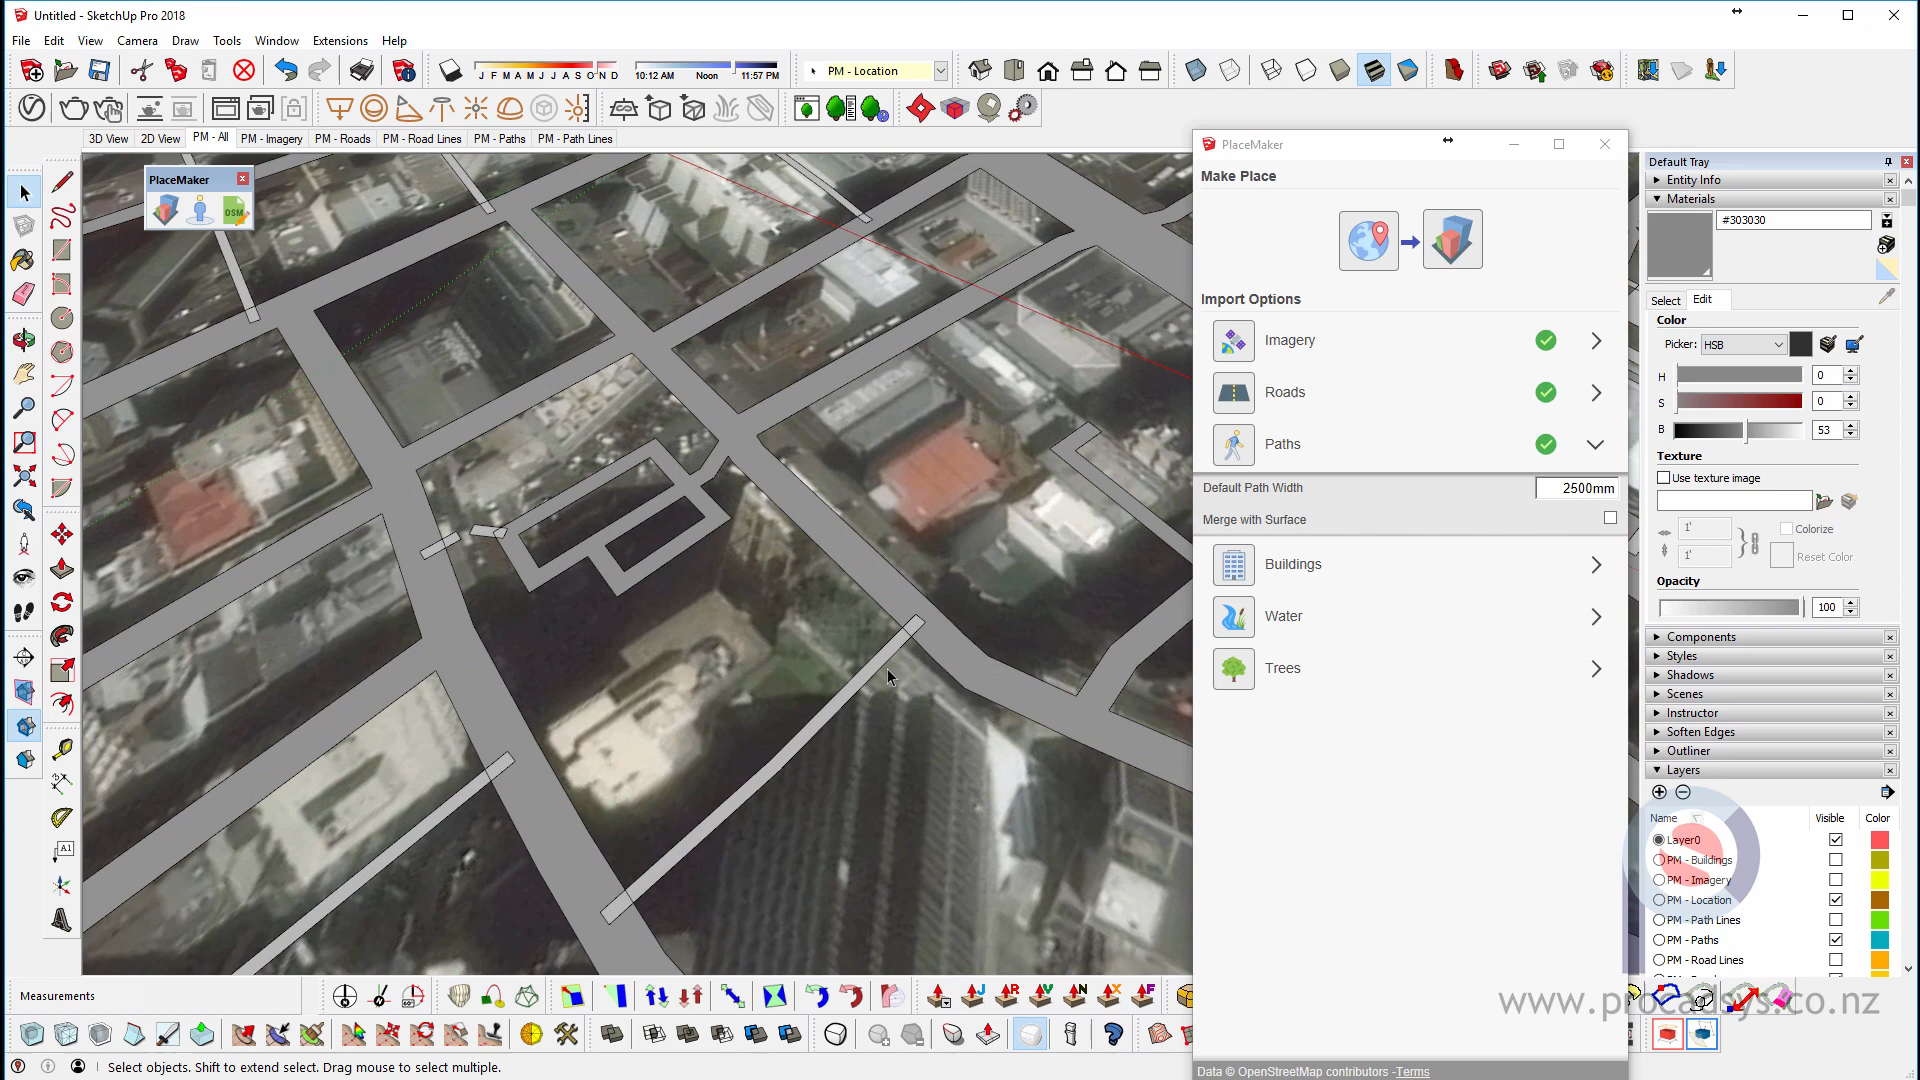 Untitled - SketchUp Pro 2018
File Edit View Camera Draw Tools Window Extensions Help
J F M A M J J A S O N D
10:12 AM Noon 11:57 PM
PM - Location
3D View 2D View PM - All PM - Imagery PM - Roads PM - Road Lines PM - Paths PM - Path Lines
PlaceMaker
OSM
PlaceMaker
Make Place
Import Options
Imagery
Roads
Paths
Default Path Width 2500mm
Merge with Surface
Buildings
Water
Trees
Data © OpenStreetMap contributors -Terms
Default Tray
Entity Info
Materials
#303030
Select Edit
Color
Picker: HSB
H 0
S 0
B 53
Texture
Use texture image
1' Colorize
1' Reset Color
Opacity
100
Components
Styles
Shadows
Scenes
Instructor
Soften Edges
Outliner
Layers
Name Visible Color
Layer0
PM - Buildings
PM - Imagery
PM - Location
PM - Path Lines
PM - Paths
PM - Road Lines
www.procadsys.co.nz
Measurements
A1
J R V N X F
Select objects. Shift to extend select. Drag mouse to select multiple.